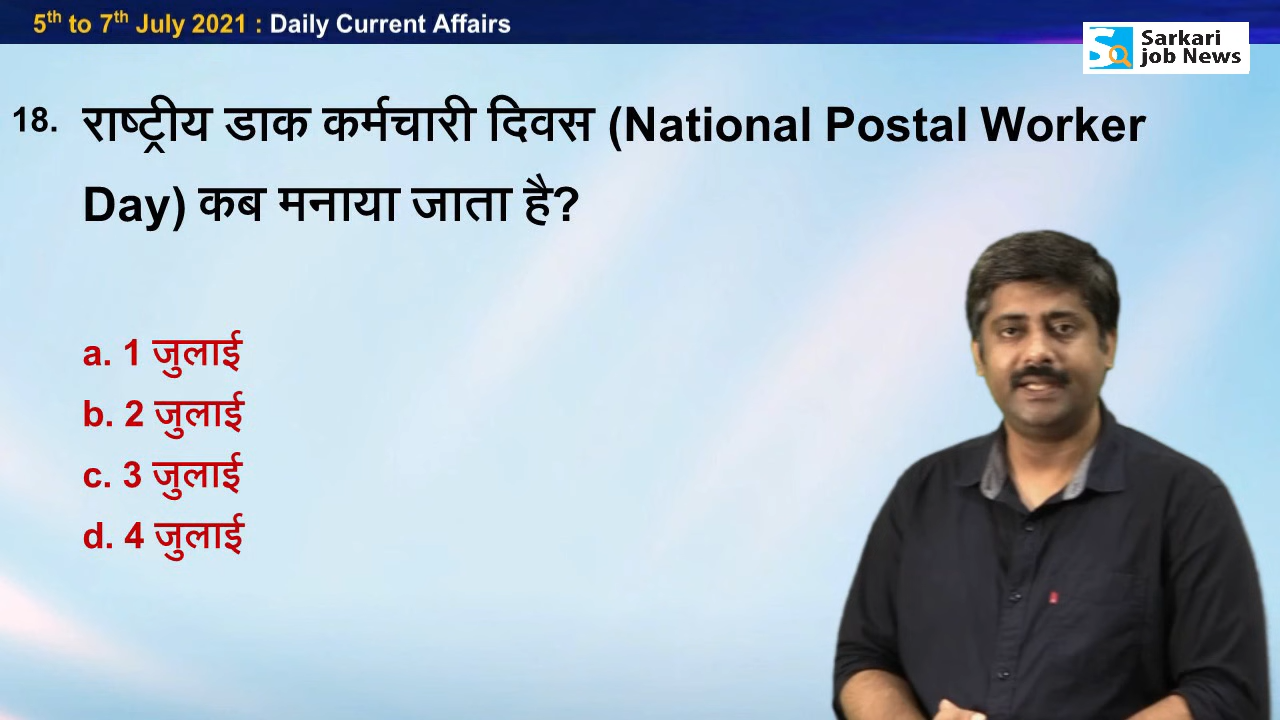 5th to 7th July 2021 : Daily Current Affairs
Sarkari
Job News
18. राष्ट्रीय डाक कर्मचारी दिवस (National Postal Worker
Day) कब मनाया जाता है?
a. 1 जुलाई
b. 2 जुलाई
c. 3 जुलाई
d. 4 जुलाई